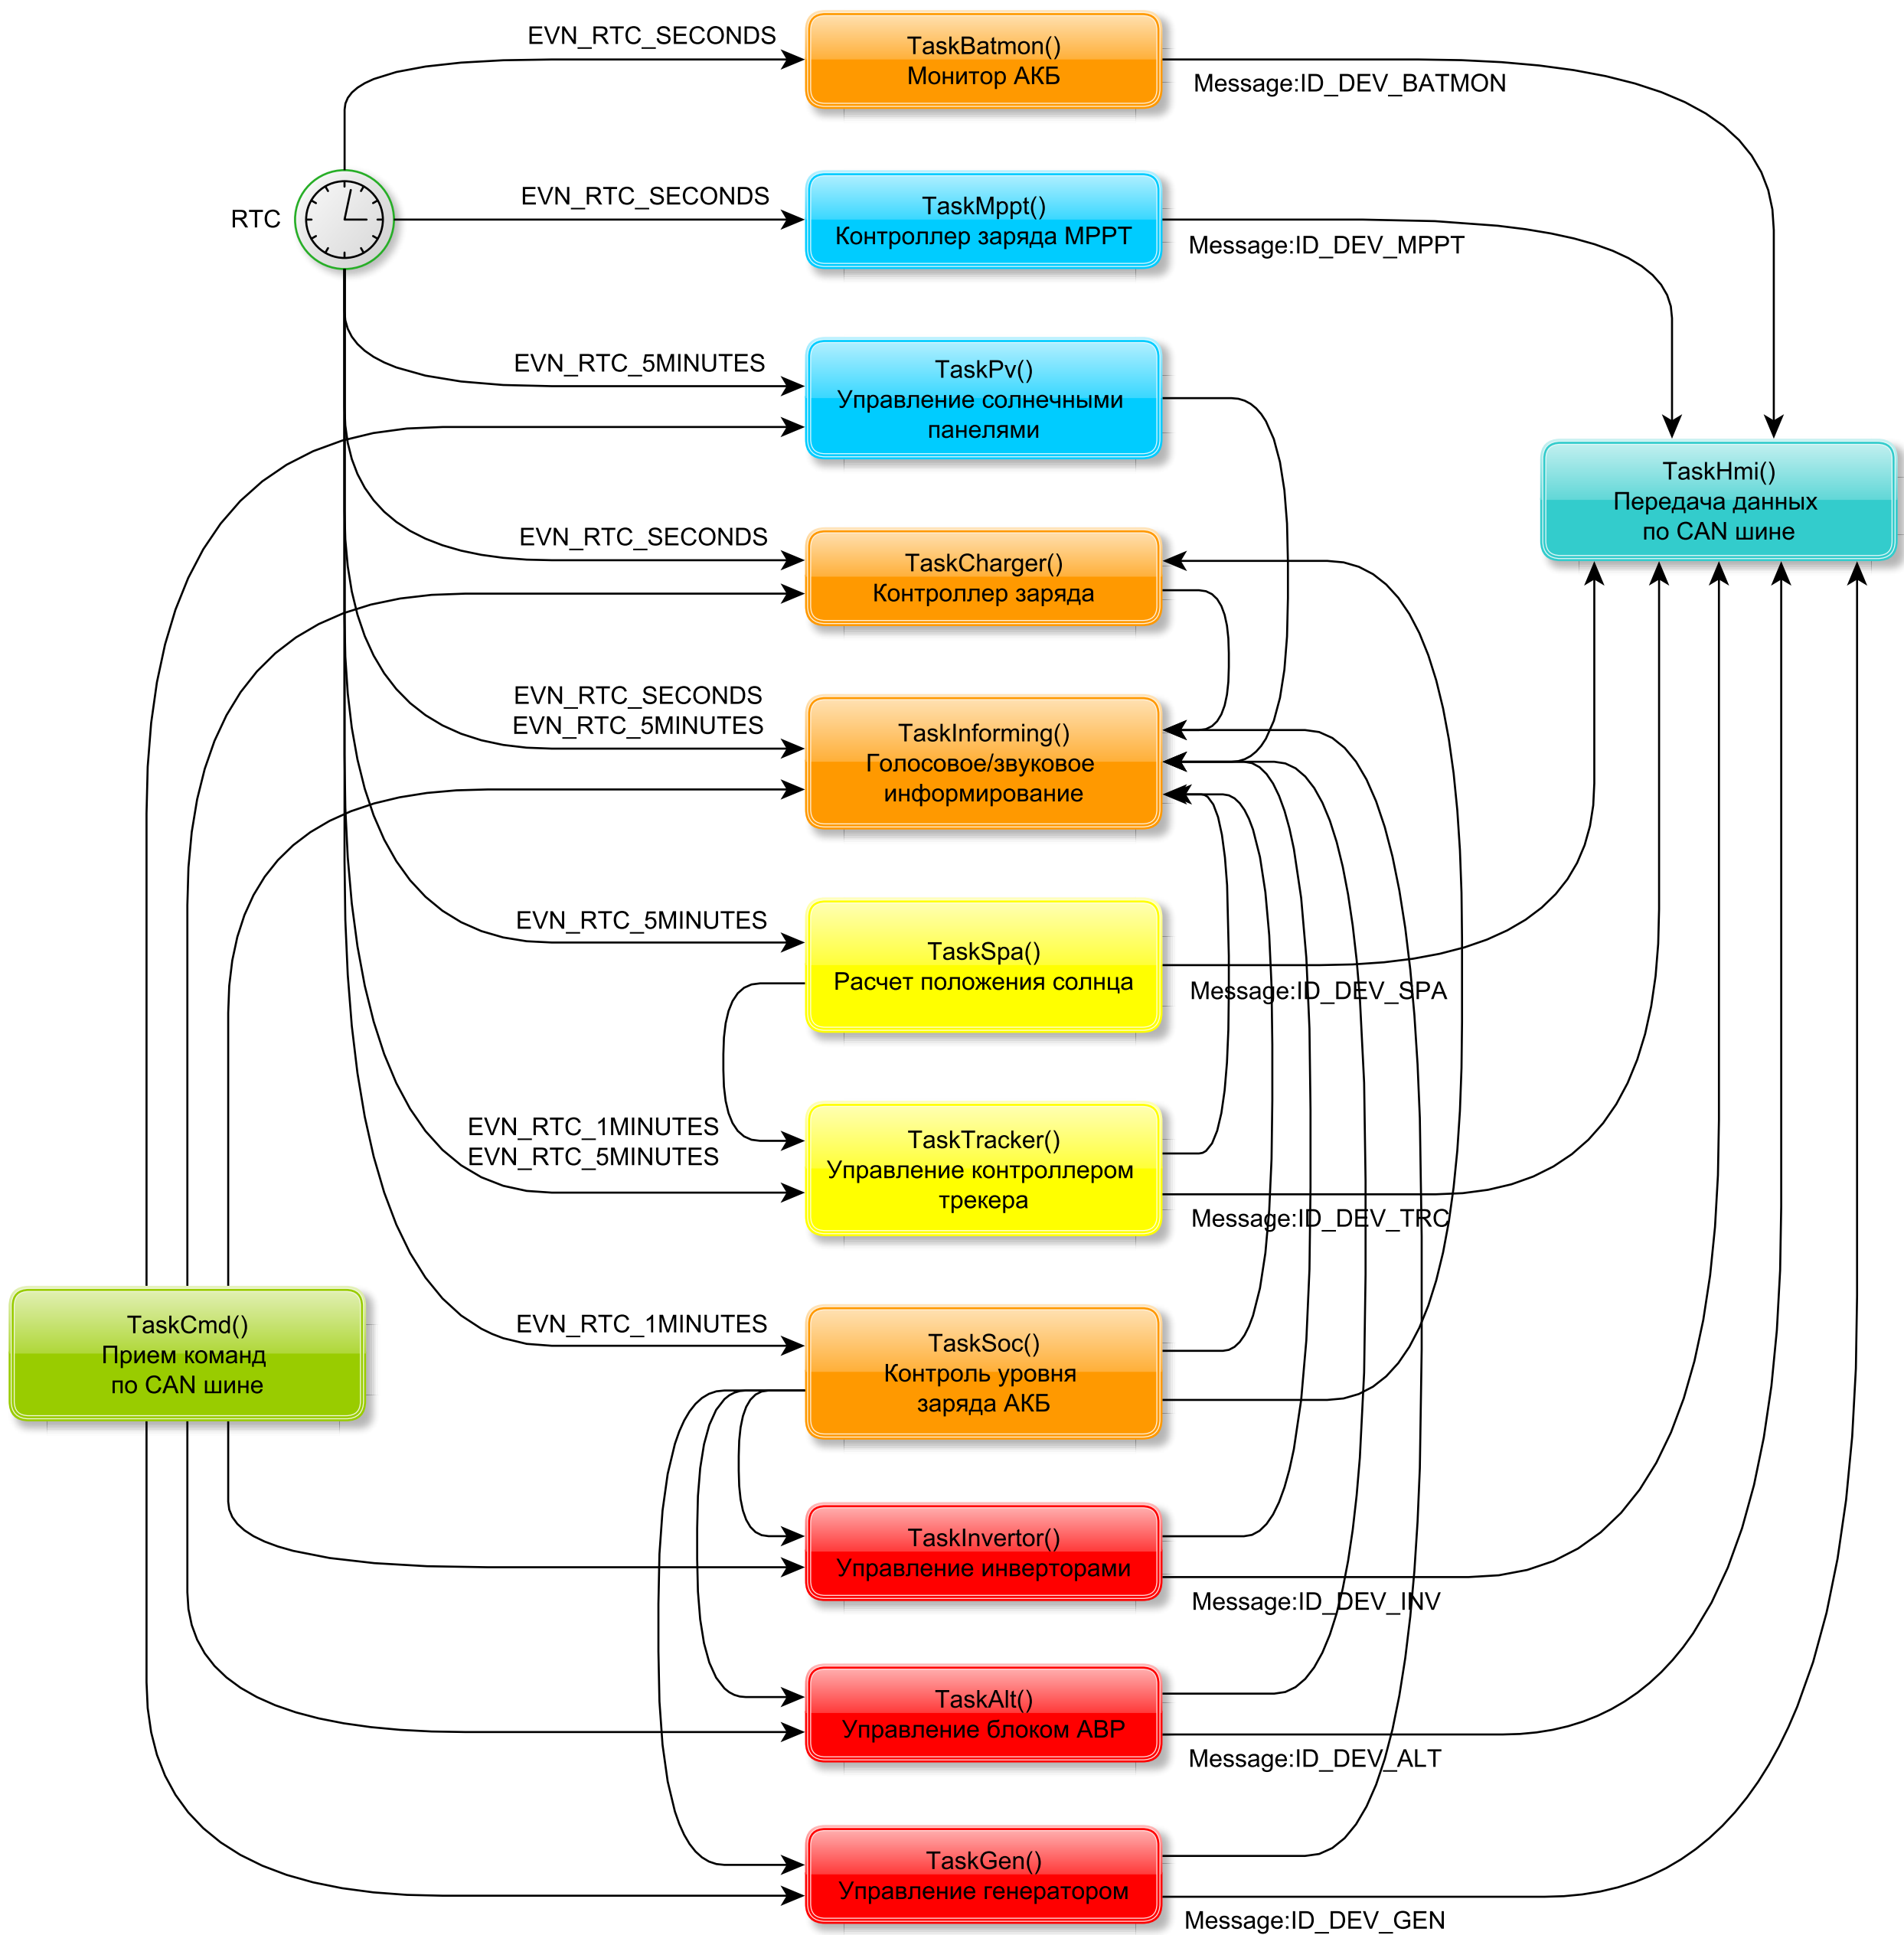 EVN_RTC_SECONDS
TaskBatmon()
Монитор АКБ
Message:ID_DEV_BATMON
RTC
EVN_RTC_SECONDS
TaskMppt()
Контроллер заряда MPPT
Message:ID_DEV_MPPT
EVN_RTC_5MINUTES
TaskPv()
Управление солнечными
панелями
TaskHmi()
Передача данных
по CAN шине
EVN_RTC_SECONDS
TaskCharger()
Контроллер заряда
EVN_RTC_SECONDS
EVN_RTC_5MINUTES
TaskInforming()
Голосовое/звуковое
информирование
EVN_RTC_5MINUTES
TaskSpa()
Расчет положения солнца
Message:ID_DEV_SPA
EVN_RTC_1MINUTES
EVN_RTC_5MINUTES
TaskTracker()
Управление контроллером
трекера
Message:ID_DEV_TRC
TaskCmd()
Прием команд
по CAN шине
EVN_RTC_1MINUTES
TaskSoc()
Контроль уровня
заряда АКБ
TaskInvertor()
Управление инверторами
Message:ID_DEV_INV
TaskAlt()
Управление блоком АВР
Message:ID_DEV_ALT
TaskGen()
Управление генератором
Message:ID_DEV_GEN